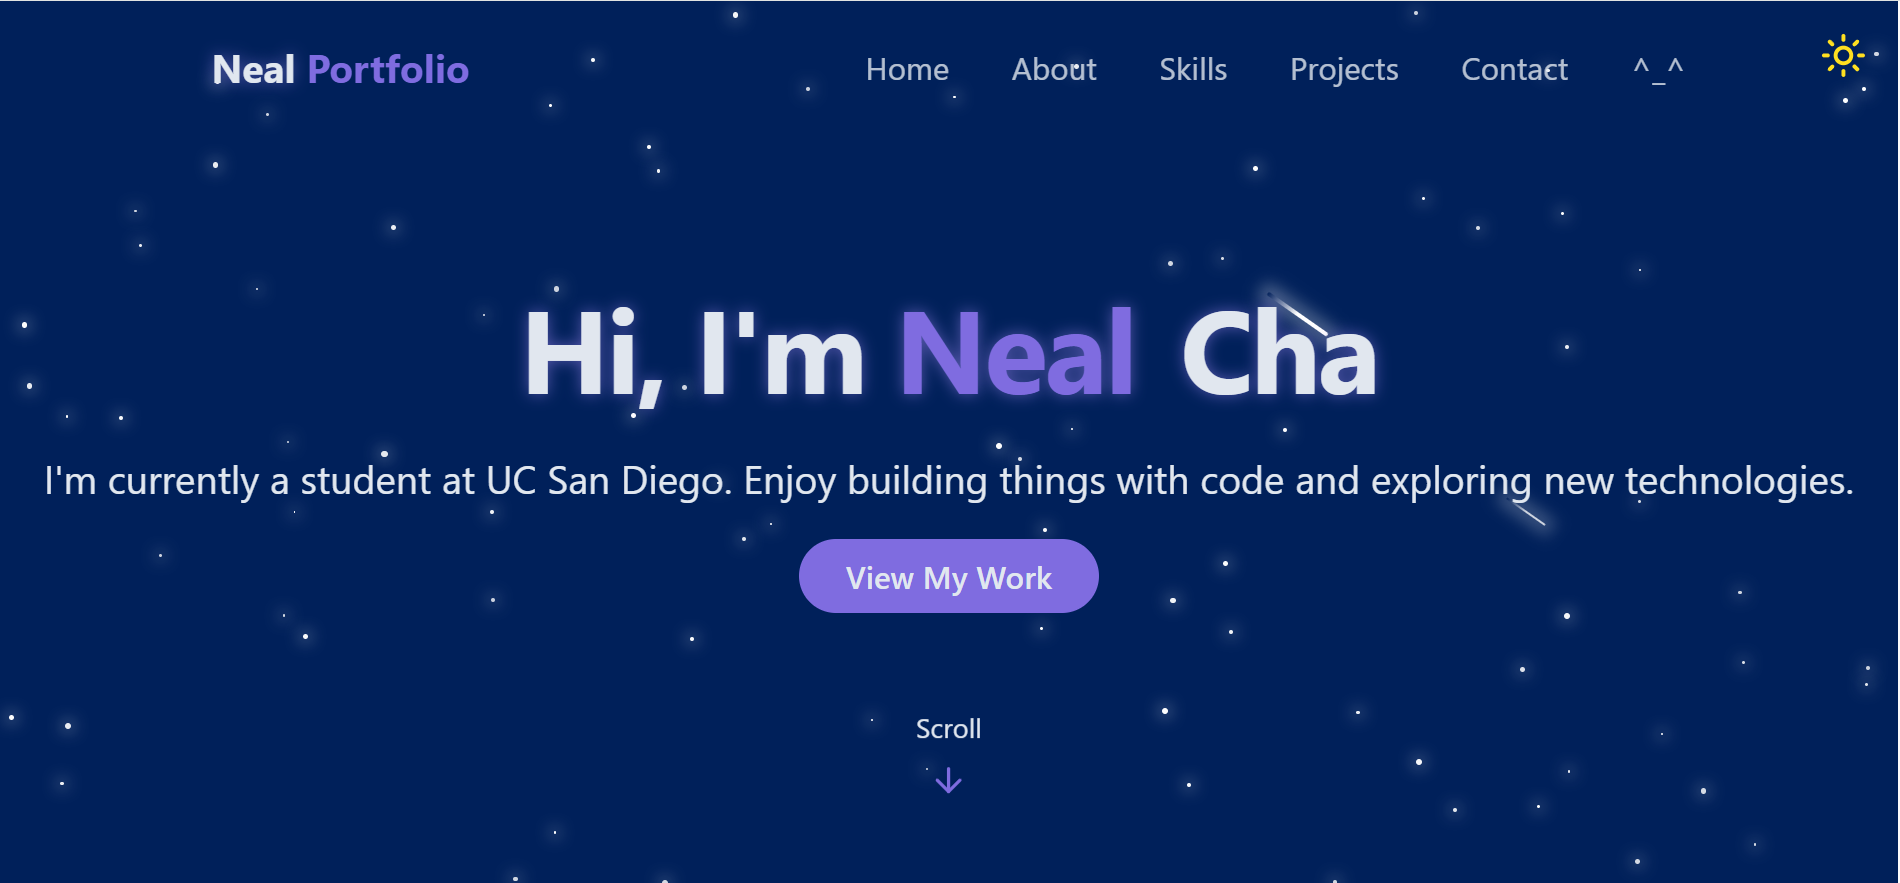 Neal Portfolio Home About Skills Projects Contact ^_^
Hi, I'm Neal Cha
I'm currently a student at UC San Diego. Enjoy building things with code and exploring new technologies.
View My Work
Scroll